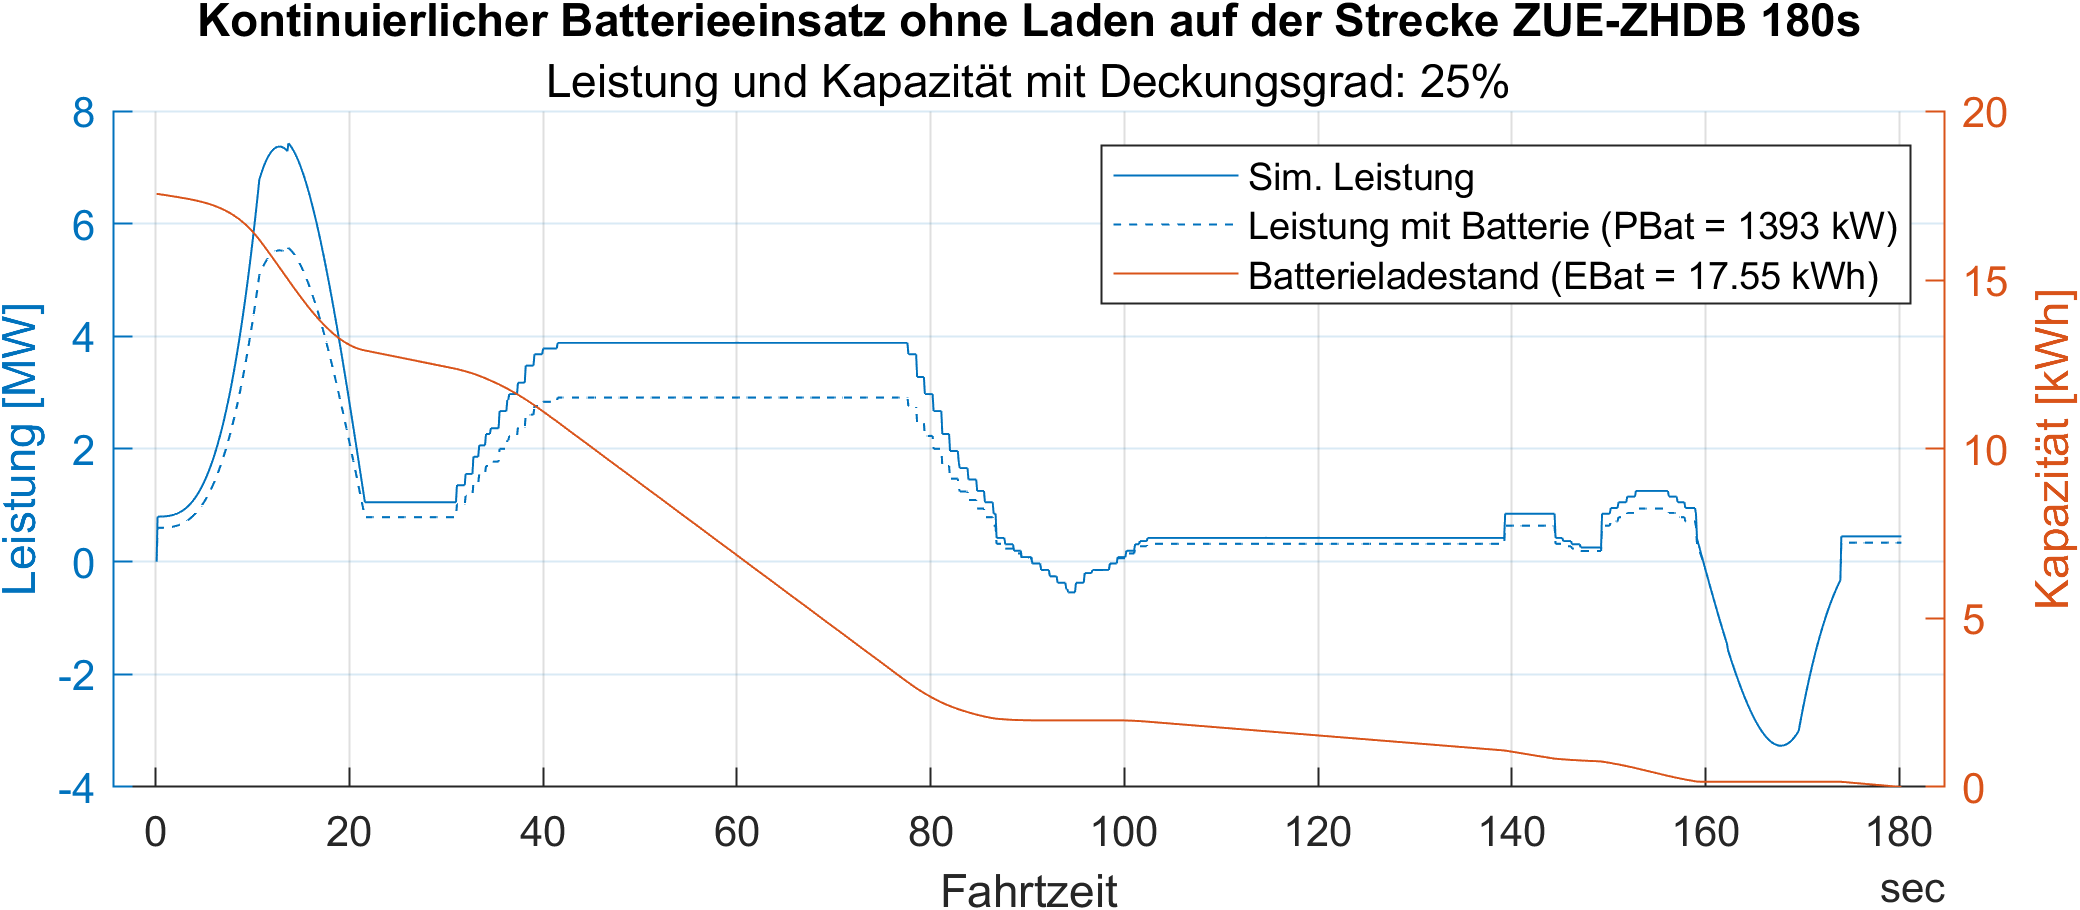 Kontinuierlicher Batterieeinsatz ohne Laden auf der Strecke ZUE-ZHDB 180s
Leistung und Kapazität mit Deckungsgrad: 25%
8
6
4
2
0
-2
-4
Leistung [MW]
20
15
10
5
0
Kapazität [kWh]
Sim. Leistung
Leistung mit Batterie (PBat = 1393 kW)
Batterieladestand (EBat = 17.55 kWh)
0 20 40 60 80 100 120 140 160 180
Fahrtzeit
sec